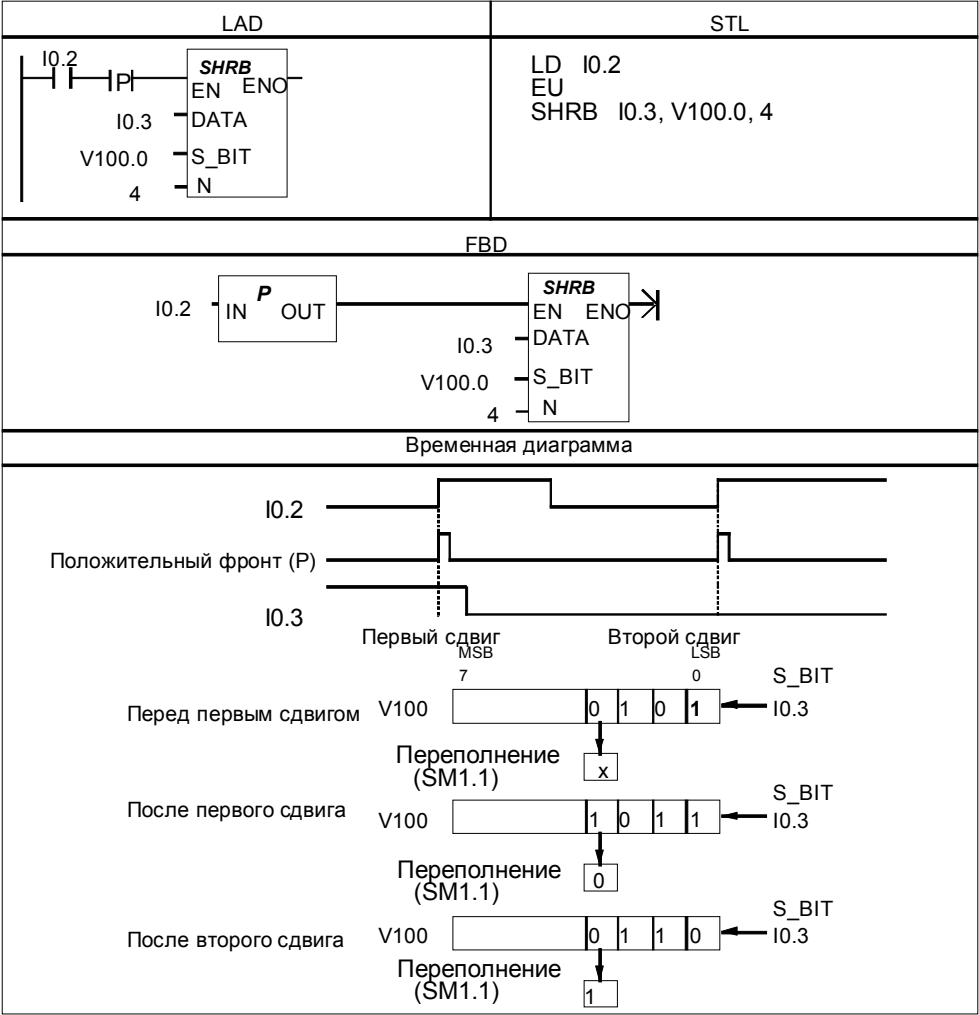 LAD
STL
I0.2
P
SHRB
EN ENO
I0.3 DATA
V100.0 S_BIT
4 N
LD I0.2
EU
SHRB I0.3, V100.0, 4
FBD
I0.2 IN P OUT
SHRB
EN ENO
I0.3 DATA
V100.0 S_BIT
4 N
Временная диаграмма
I0.2
Положительный фронт (P)
I0.3
Первый сдвиг Второй сдвиг
MSB LSB
7 0 S_BIT
Перед первым сдвигом V100 0 1 0 1 I0.3
Переполнение
(SM1.1) x
S_BIT
После первого сдвига V100 1 0 1 1 I0.3
Переполнение
(SM1.1) 0
S_BIT
После второго сдвига V100 0 1 1 0 I0.3
Переполнение
(SM1.1) 1